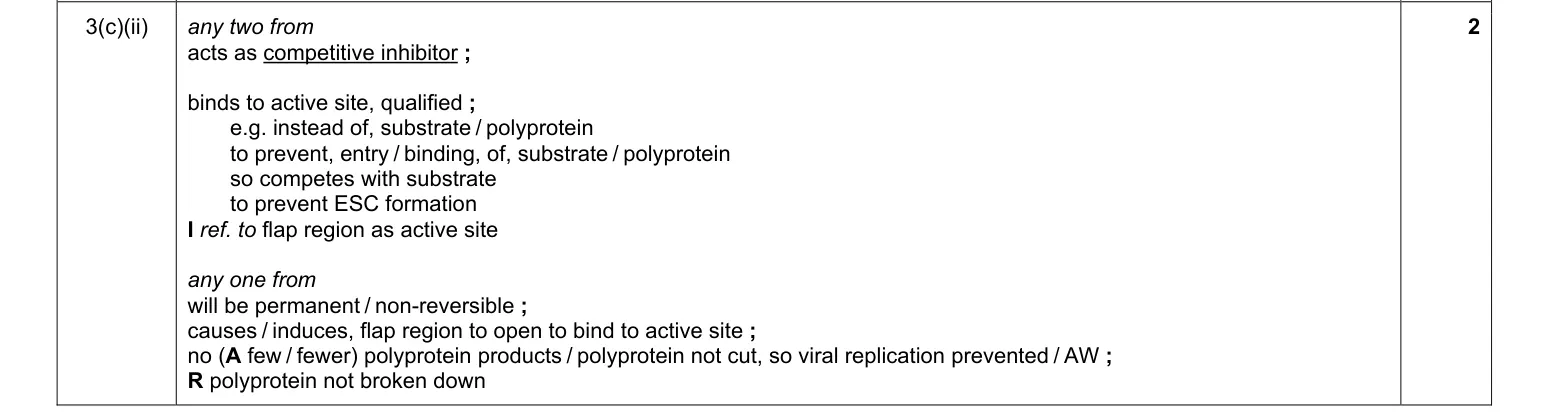 3(c)(ii) any two from 2
acts as competitive inhibitor ;
binds to active site, qualified ;
e.g. instead of, substrate / polyprotein
to prevent, entry / binding, of, substrate / polyprotein
so competes with substrate
to prevent ESC formation
I ref. to flap region as active site
any one from
will be permanent / non-reversible ;
causes / induces, flap region to open to bind to active site ;
no (A few / fewer) polyprotein products / polyprotein not cut, so viral replication prevented / AW ;
R polyprotein not broken down